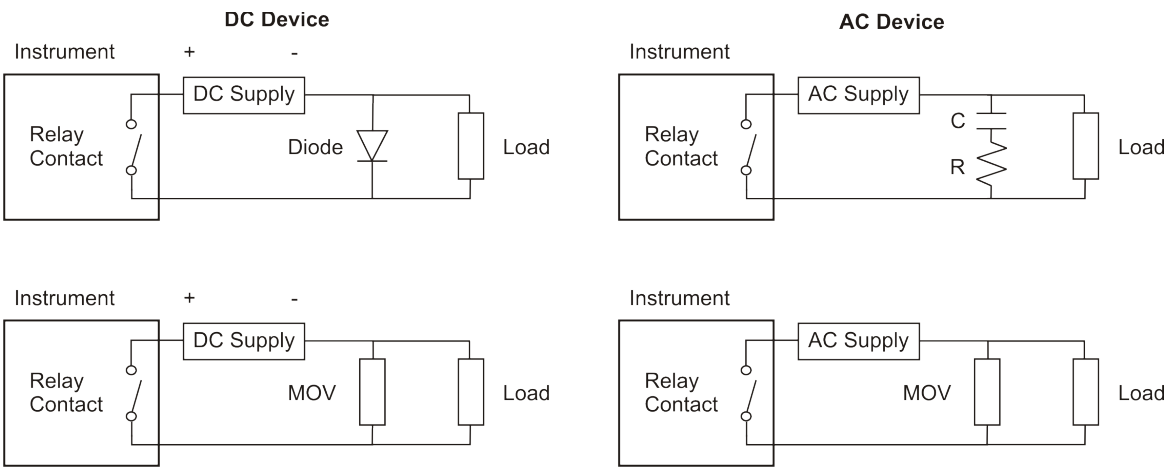 DC Device
Instrument + -
DC Supply
Relay
Contact
Diode
Load
AC Device
Instrument
AC Supply
Relay
Contact
C
R
Load
Instrument + -
DC Supply
Relay
Contact
MOV
Load
Instrument
AC Supply
Relay
Contact
MOV
Load